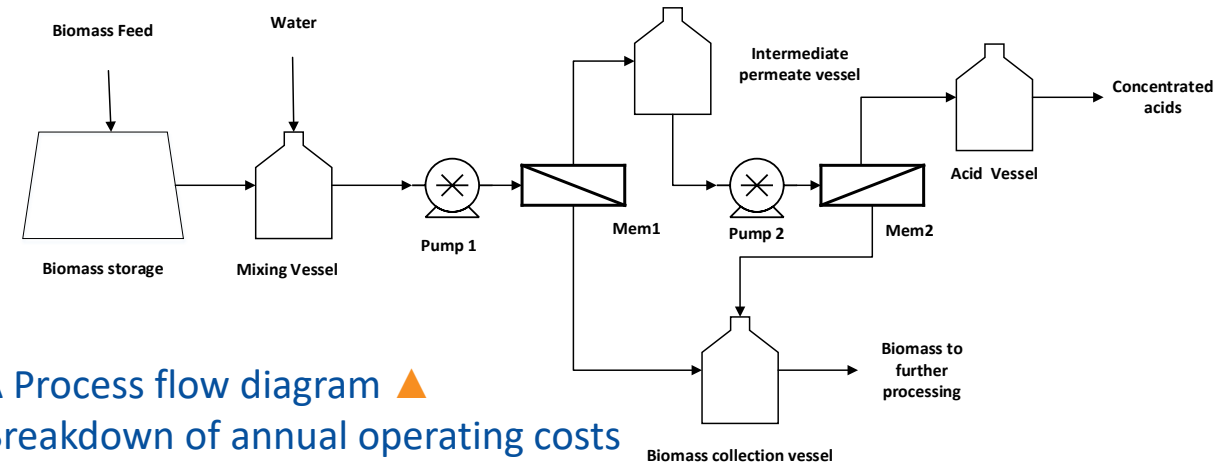 Biomass Feed
Water
Intermediate
permeate vessel
Concentrated
acids
Acid Vessel
Mem1
Pump 2
Mem2
Pump 1
Biomass storage
Mixing Vessel
Biomass to
further
processing
A Process flow diagram ▲
Breakdown of annual operating costs
Biomass collection vessel